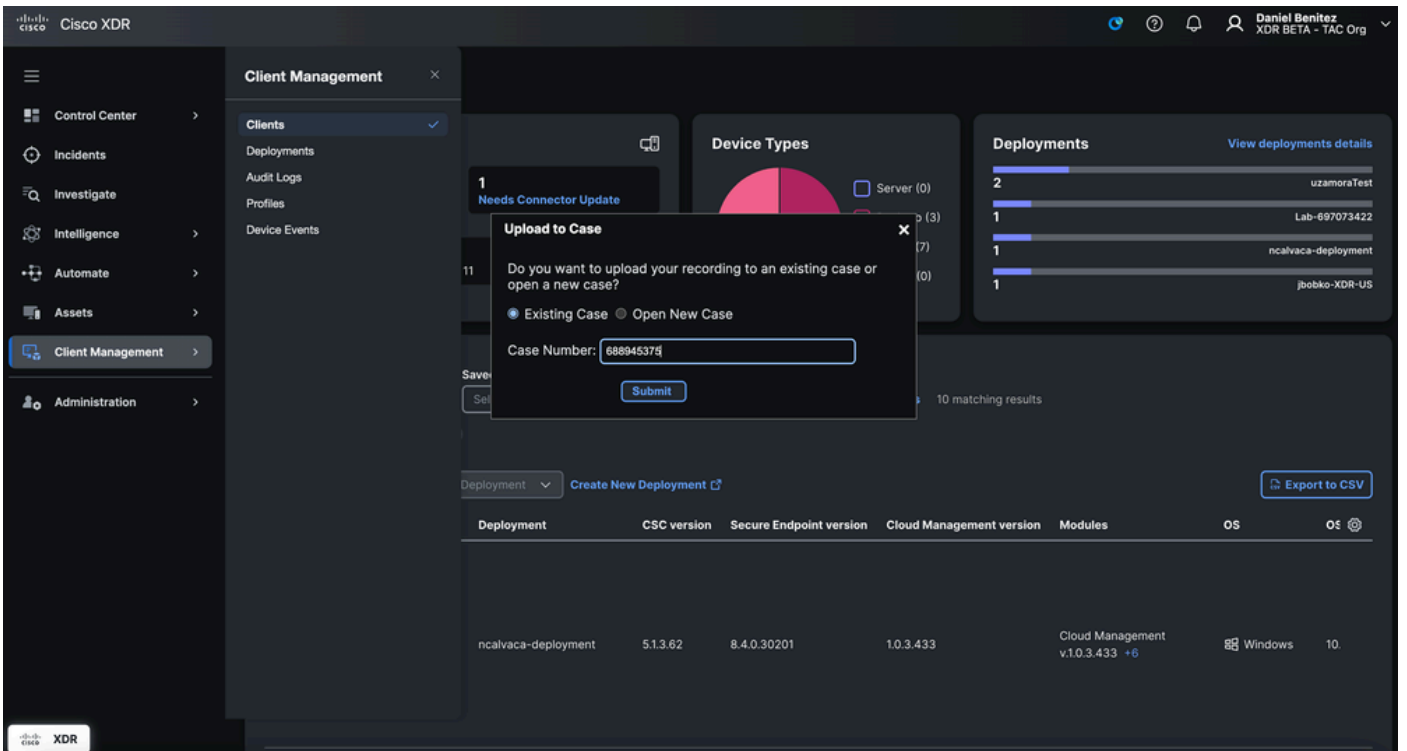 cisco Cisco XDR
Daniel Benitez
XDR BETA - TAC Org
Control Center
Incidents
Investigate
Intelligence
Automate
Assets
Client Management
Administration
Client Management
Clients
Deployments
Audit Logs
Profiles
Device Events
1
Needs Connector Update
11
Device Types
Server (0)
(3)
(7)
(0)
Deployments View deployments details
2 uzamoraTest
1 Lab-697073422
1 ncalvaca-deployment
1 jbobko-XDR-US
Upload to Case
Do you want to upload your recording to an existing case or
open a new case?
Existing Case Open New Case
Case Number: 688945375
Submit
10 matching results
Deployment Create New Deployment
Export to CSV
Deployment CSC version Secure Endpoint version Cloud Management version Modules OS
ncalvaca-deployment 5.1.3.62 8.4.0.30201 1.0.3.433 Cloud Management
v.1.0.3.433 +6 Windows 10.
cisco XDR